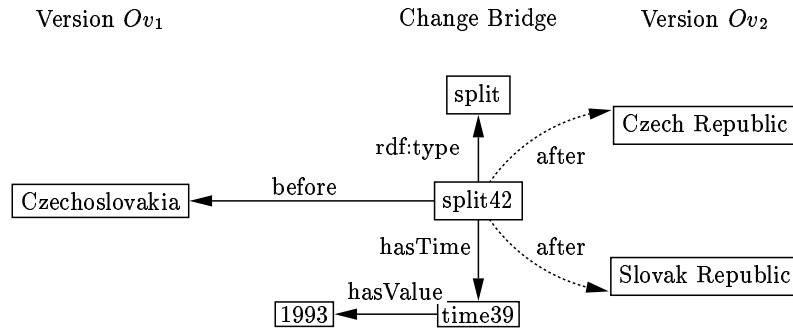 Version Ov1 Change Bridge Version Ov2
split
Czech Republic
rdf:type
after
before
Czechoslovakia
split42
hasTime
after
Slovak Republic
hasValue
1993
time39